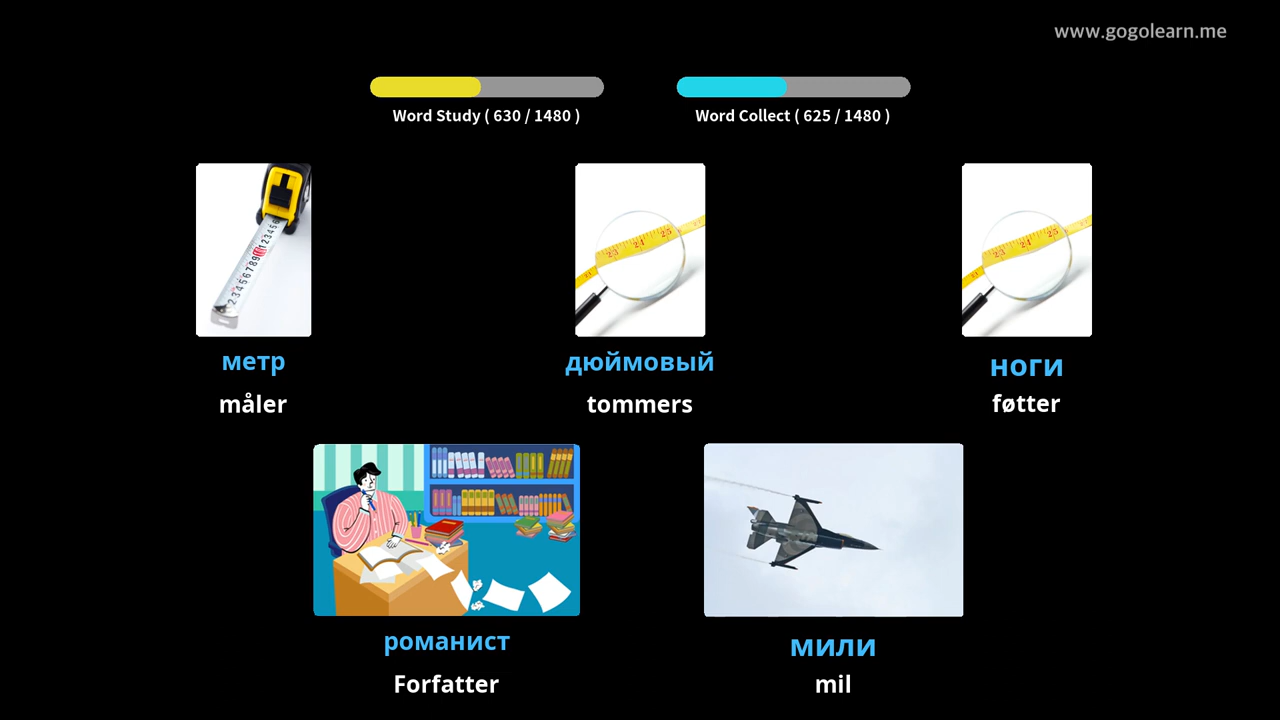 www.gogolearn.me
Word Study ( 630 / 1480 )
Word Collect ( 625 / 1480 )
метр
дюймовый
ноги
måler
tommers
føtter
романист
мили
Forfatter
mil